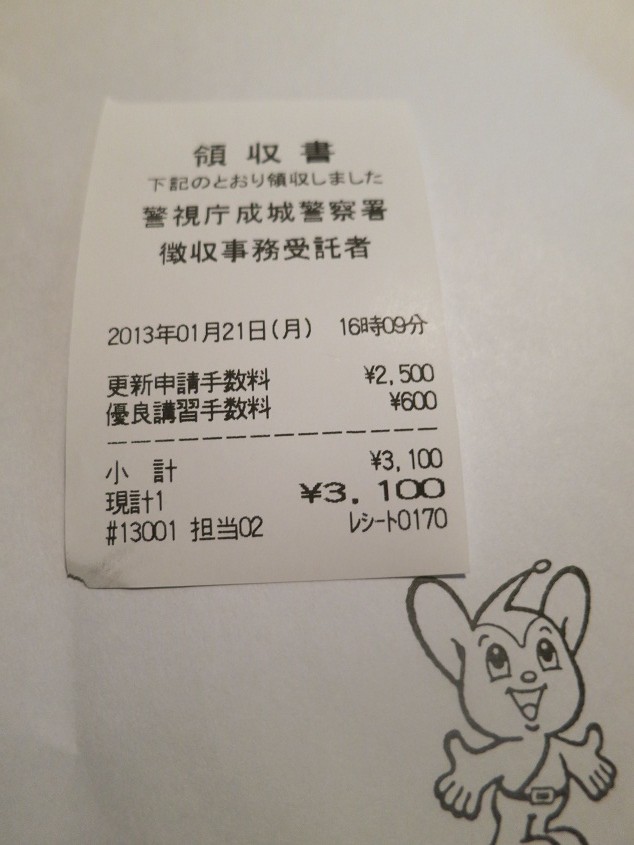 領収書
下記のとおり領収しました
警視庁成城警察署
徴収事務受託者
2013年01月21日(月) 16時09分
更新申請手数料 ¥2,500
優良講習手数料 ¥600
小 計 ¥3,100
現計1 ¥3,100
#13001 担当02 レシート0170